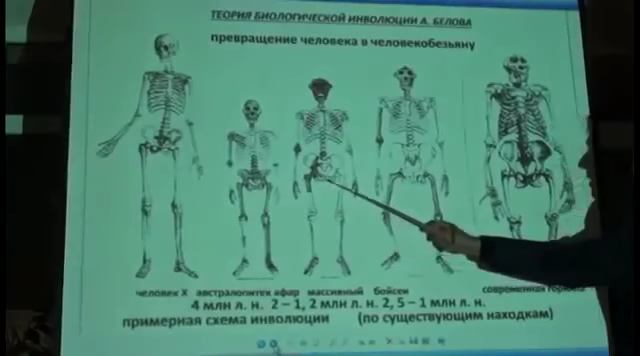 ТЕОРИЯ БИОЛОГИЧЕСКОЙ ИНВОЛЮЦИИ А. БЕЛОВА
превращение человека в человекобезьяну
человек Х австралопитек афар массивный бойсеи современная
4 млн л. н. 2 – 1, 2 млн л. н. 2, 5 – 1 млн л. н.
примерная схема инволюции (по существующим находкам)